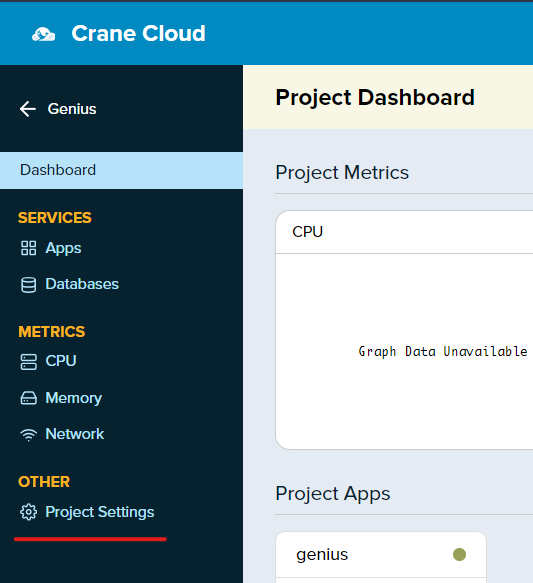 Crane Cloud
Genius
Dashboard
SERVICES
Apps
Databases
METRICS
CPU
Memory
Network
OTHER
Project Settings
Project Dashboard
Project Metrics
CPU
Graph Data Unavailable
Project Apps
genius